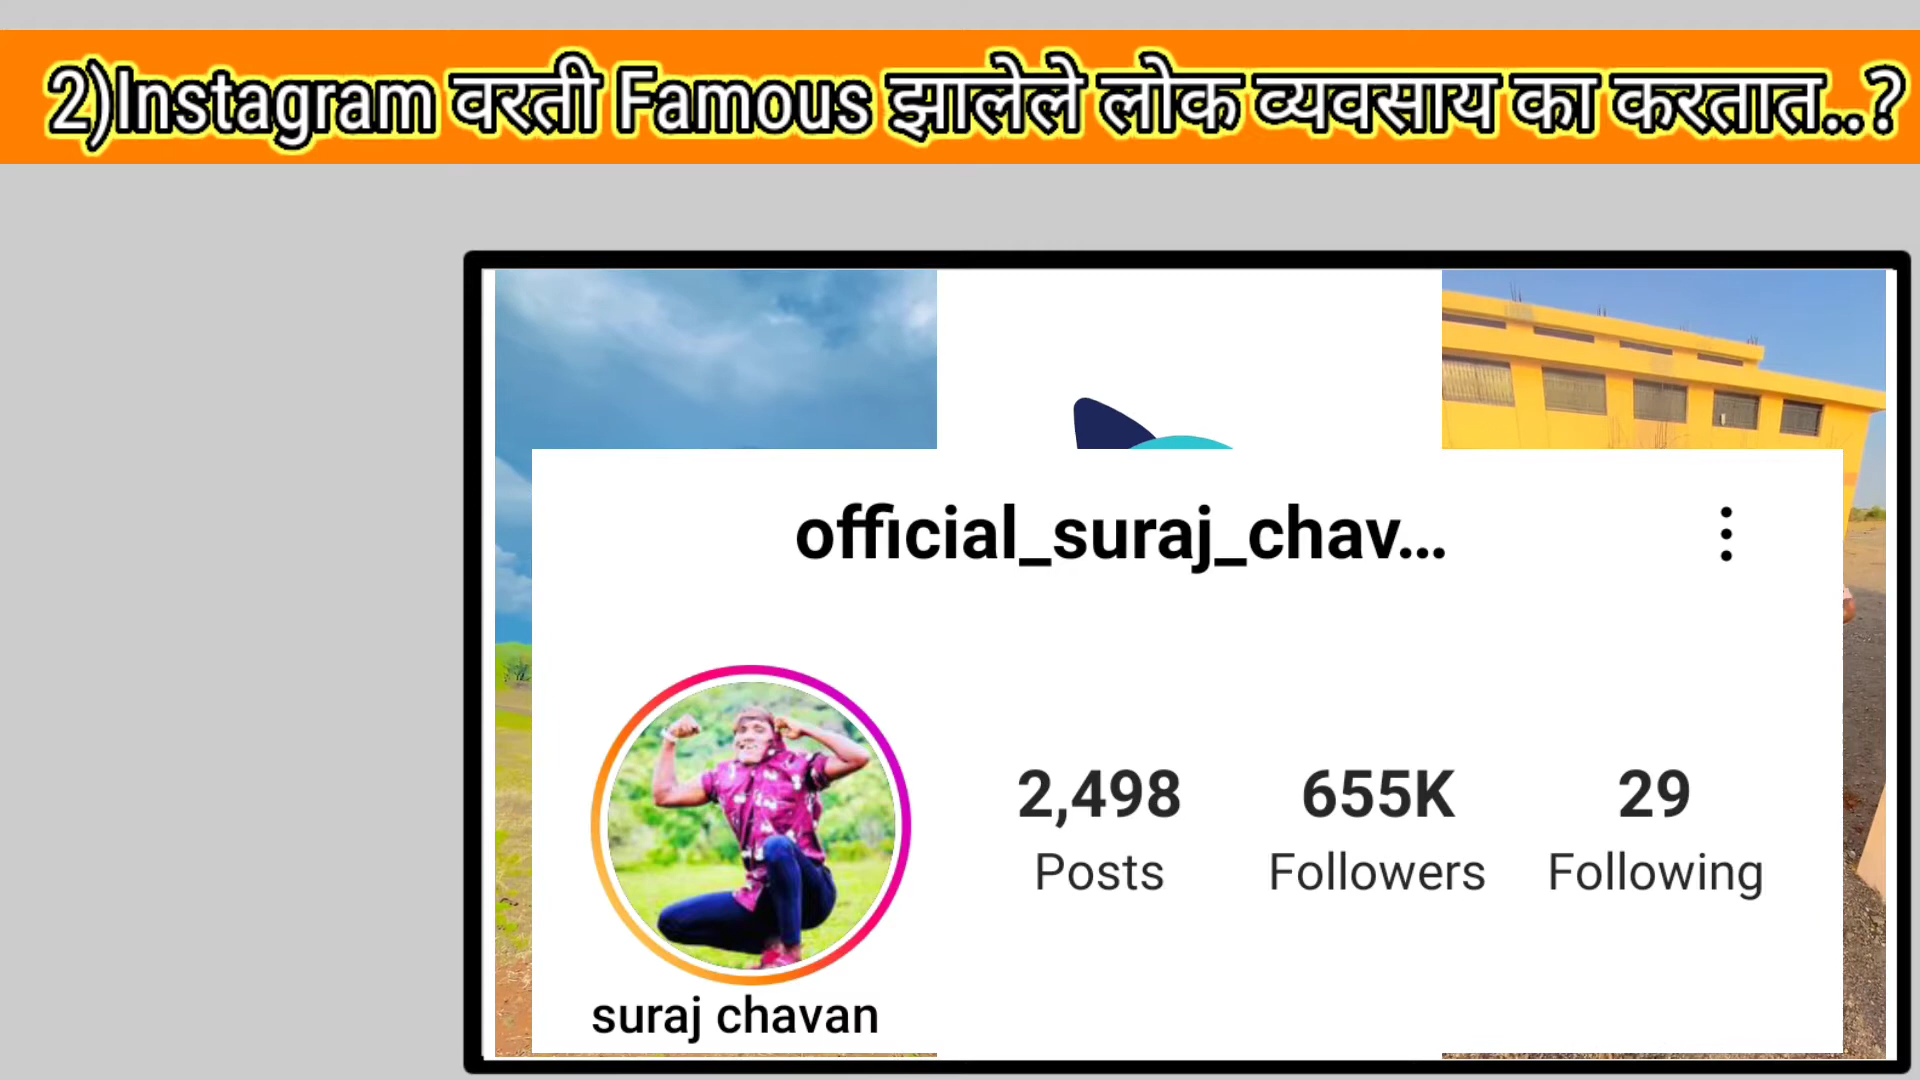 2)Instagram वरती Famous झालेले लोक व्यवसाय का करतात..?
official_suraj_chav...
2,498 655K 29
Posts Followers Following
suraj chavan